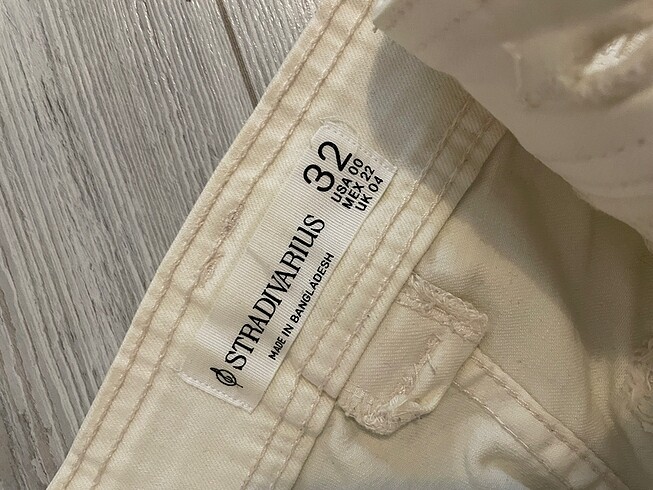 32
USA 00
MEX 22
UK 04
STRADIVARIUS
MADE IN BANGLADESH